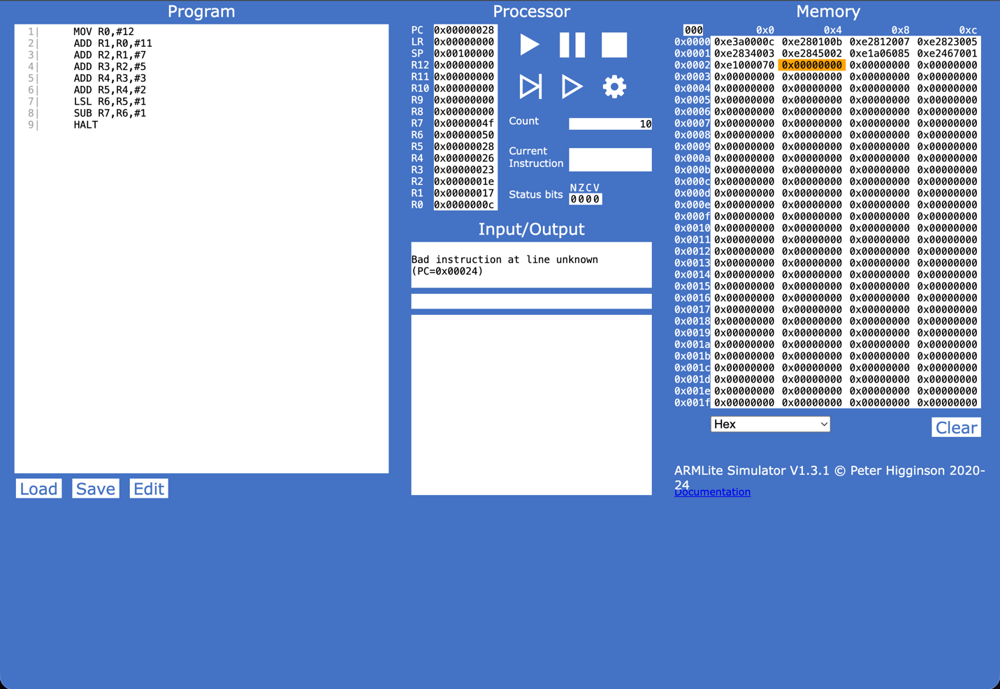 Program
1| MOV R0,#12
2| ADD R1,R0,#11
3| ADD R2,R1,#7
4| ADD R3,R2,#5
5| ADD R4,R3,#3
6| ADD R5,R4,#2
7| LSL R6,R5,#1
8| SUB R7,R6,#1
9| HALT
Load Save Edit
Processor
PC 0x00000028
LR 0x00000000
SP 0x00100000
R12 0x00000000
R11 0x00000000
R10 0x00000000
R9 0x00000000
R8 0x00000000
R7 0x0000004f
R6 0x00000050
R5 0x00000028
R4 0x00000026
R3 0x00000023
R2 0x0000001e
R1 0x00000017
R0 0x0000000c
Count 10
Current
Instruction
NZCV
Status bits 0000
Input/Output
Bad instruction at line unknown
(PC=0x00024)
Memory
000 0x0 0x4 0x8 0xc
0x0000 0xe3a0000c 0xe280100b 0xe2812007 0xe2823005
0x0001 0xe2834003 0xe2845002 0xe1a06085 0xe2467001
0x0002 0xe1000070 0x00000000 0x00000000 0x00000000
0x0003 0x00000000 0x00000000 0x00000000 0x00000000
0x0004 0x00000000 0x00000000 0x00000000 0x00000000
0x0005 0x00000000 0x00000000 0x00000000 0x00000000
0x0006 0x00000000 0x00000000 0x00000000 0x00000000
0x0007 0x00000000 0x00000000 0x00000000 0x00000000
0x0008 0x00000000 0x00000000 0x00000000 0x00000000
0x0009 0x00000000 0x00000000 0x00000000 0x00000000
0x000a 0x00000000 0x00000000 0x00000000 0x00000000
0x000b 0x00000000 0x00000000 0x00000000 0x00000000
0x000c 0x00000000 0x00000000 0x00000000 0x00000000
0x000d 0x00000000 0x00000000 0x00000000 0x00000000
0x000e 0x00000000 0x00000000 0x00000000 0x00000000
0x000f 0x00000000 0x00000000 0x00000000 0x00000000
0x0010 0x00000000 0x00000000 0x00000000 0x00000000
0x0011 0x00000000 0x00000000 0x00000000 0x00000000
0x0012 0x00000000 0x00000000 0x00000000 0x00000000
0x0013 0x00000000 0x00000000 0x00000000 0x00000000
0x0014 0x00000000 0x00000000 0x00000000 0x00000000
0x0015 0x00000000 0x00000000 0x00000000 0x00000000
0x0016 0x00000000 0x00000000 0x00000000 0x00000000
0x0017 0x00000000 0x00000000 0x00000000 0x00000000
0x0018 0x00000000 0x00000000 0x00000000 0x00000000
0x0019 0x00000000 0x00000000 0x00000000 0x00000000
0x001a 0x00000000 0x00000000 0x00000000 0x00000000
0x001b 0x00000000 0x00000000 0x00000000 0x00000000
0x001c 0x00000000 0x00000000 0x00000000 0x00000000
0x001d 0x00000000 0x00000000 0x00000000 0x00000000
0x001e 0x00000000 0x00000000 0x00000000 0x00000000
0x001f 0x00000000 0x00000000 0x00000000 0x00000000
Hex Clear
ARMLite Simulator V1.3.1 © Peter Higginson 2020-
24
Documentation